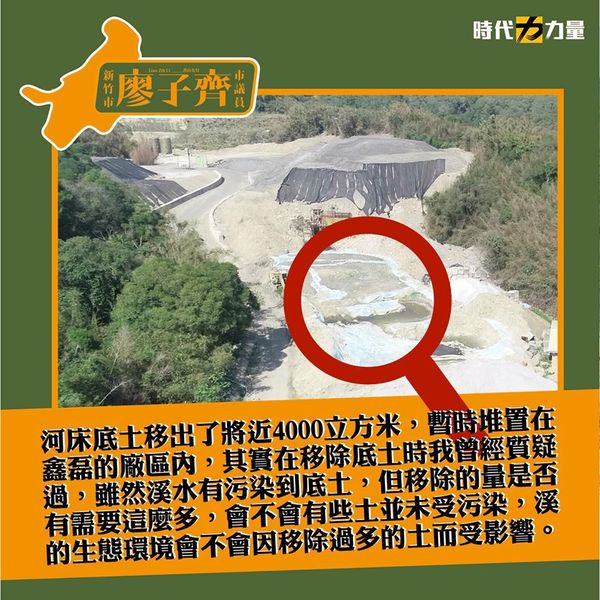 時代力力量
新竹市 廖子齊 市議員
河床底土移出了將近4000立方米，暫時堆置在
鑫磊的廠區內，其實在移除底土時我曾經質疑
過，雖然溪水有污染到底土，但移除的量是否
有需要這麼多，會不會有些土並未受污染，溪
的生態環境會不會因移除過多的土而受影響。